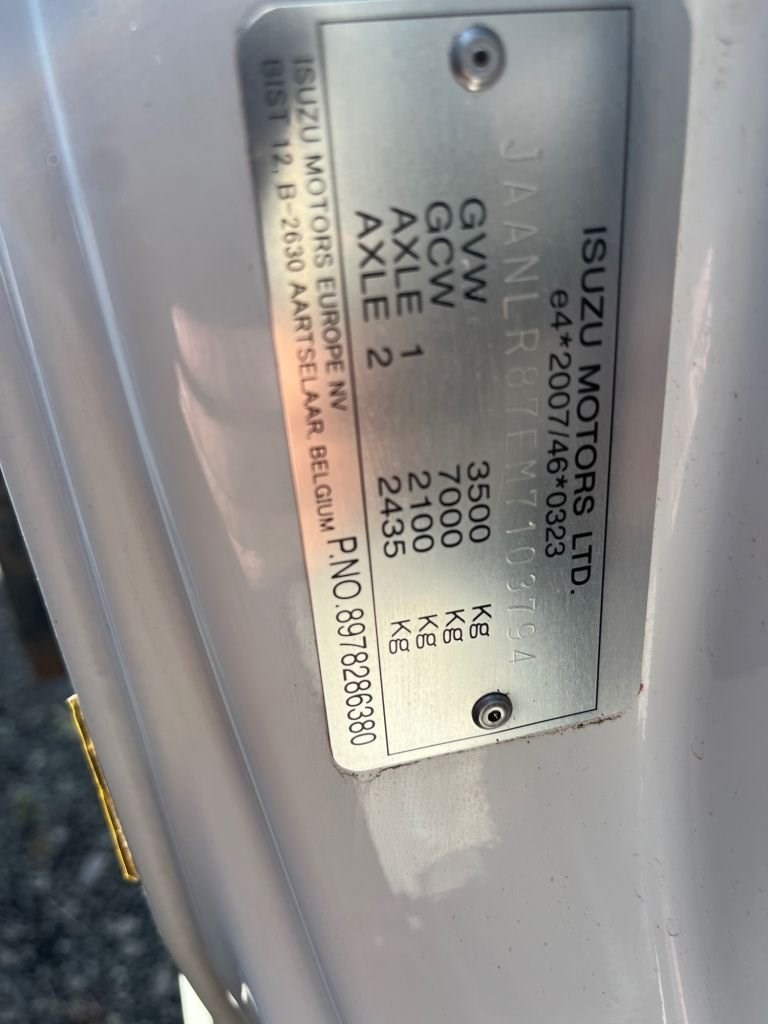 ISUZU MOTORS LTD.
e4*2007/46*0323
JAANLR87EM7103794
GVW 3500 Kg
GCW 7000 Kg
AXLE 1 2100 Kg
AXLE 2 2435 Kg
P.NO.8978286380
ISUZU MOTORS EUROPE NV
BIST 12, B-2630 AARTSELAAR, BELGIUM